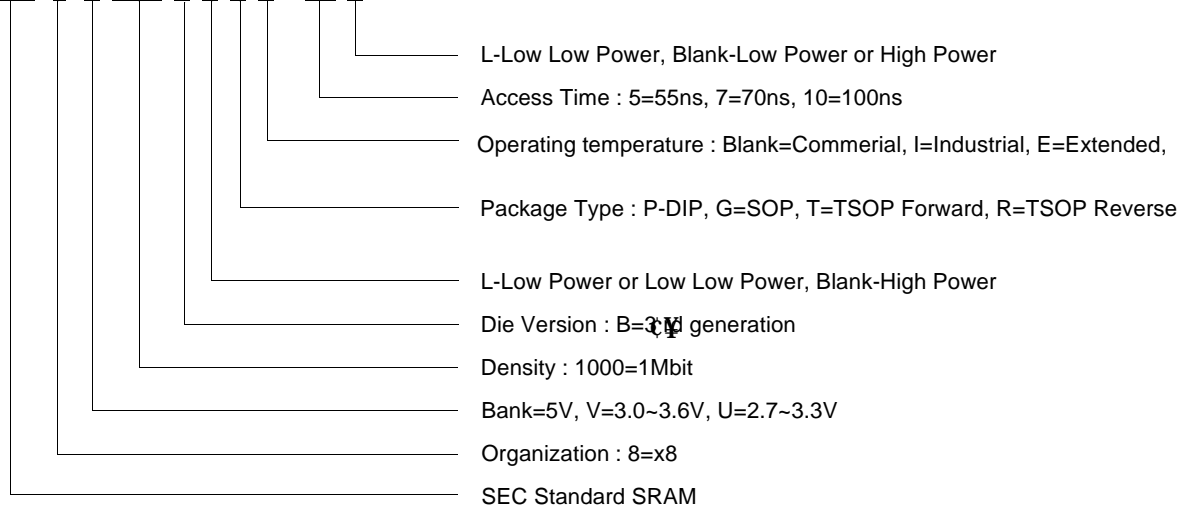 L-Low Low Power, Blank-Low Power or High Power
Access Time : 5=55ns, 7=70ns, 10=100ns
Operating temperature : Blank=Commerial, I=Industrial, E=Extended,
Package Type : P-DIP, G=SOP, T=TSOP Forward, R=TSOP Reverse
L-Low Power or Low Low Power, Blank-High Power
Die Version : B= generation
Density : 1000=1Mbit
Bank=5V, V=3.0~3.6V, U=2.7~3.3V
Organization : 8=x8
SEC Standard SRAM